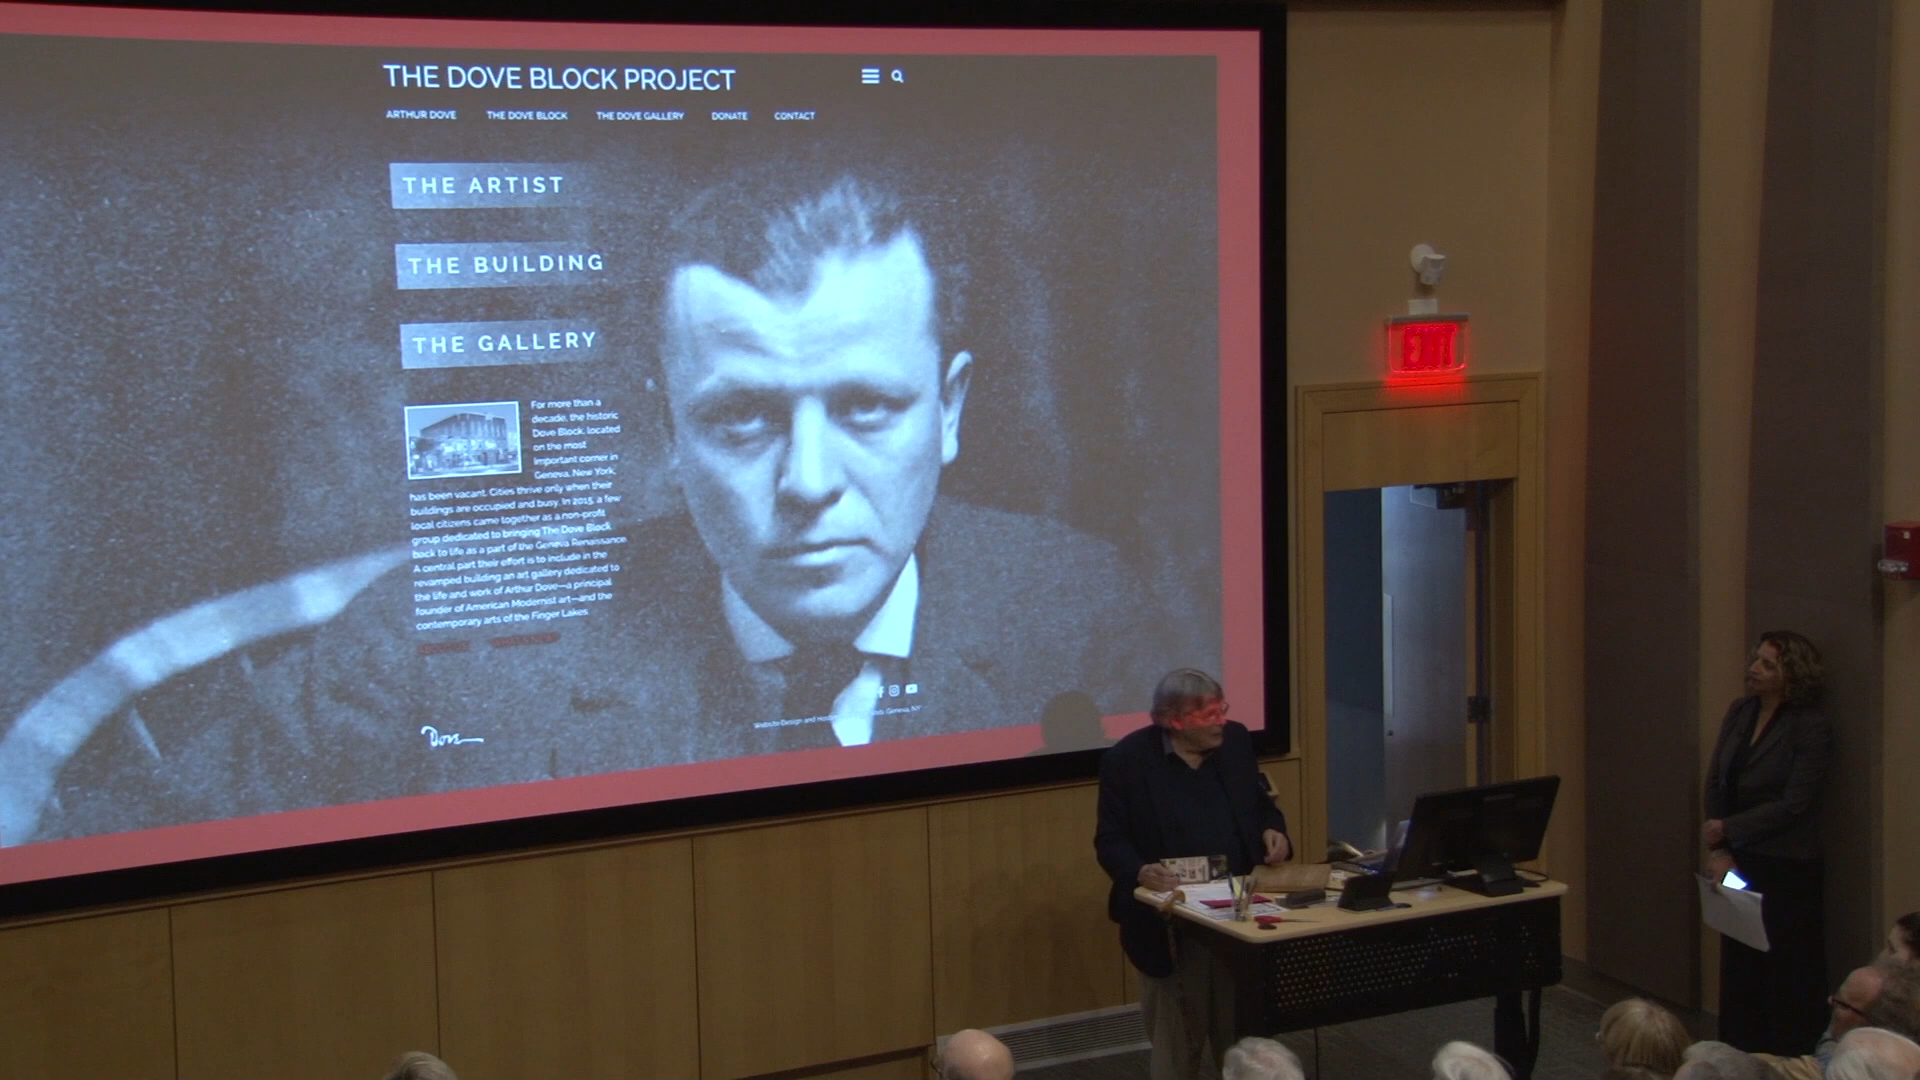 THE DOVE BLOCK PROJECT
ARTHUR DOVE THE DOVE BLOCK THE DOVE GALLERY DONATE CONTACT
THE ARTIST
THE BUILDING
THE GALLERY
For more than a
decade, the historic
Dove Block, located
on the most
important corner in
Geneva, New York,
has been vacant. Cities thrive only when their
buildings are occupied and busy. In 2015, a few
local citizens came together as a non-profit
group dedicated to bringing The Dove Block
back to life as a part of the Geneva Renaissance
A central part their effort is to include in the
revamped building an art gallery dedicated to
the life and work of Arthur Dove—a principal
founder of American Modernist art—and the
contemporary arts of the Finger Lakes.
Dove
Website Design and Geneva, NY